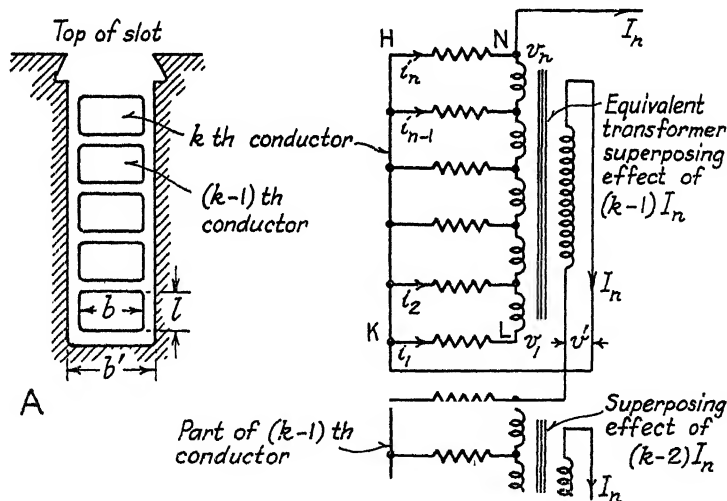 Top of slot
k th conductor
(k-1) th
conductor
b
l
b'
A
H
N
I_n
i_n
v_n
i_{n-1}
Equivalent
transformer
superposing
effect of
(k-1) I_n
i_2
I_n
K
i_1
L
v_1
v'
Part of (k-1) th
conductor
Superposing
effect of
(k-2) I_n
I_n